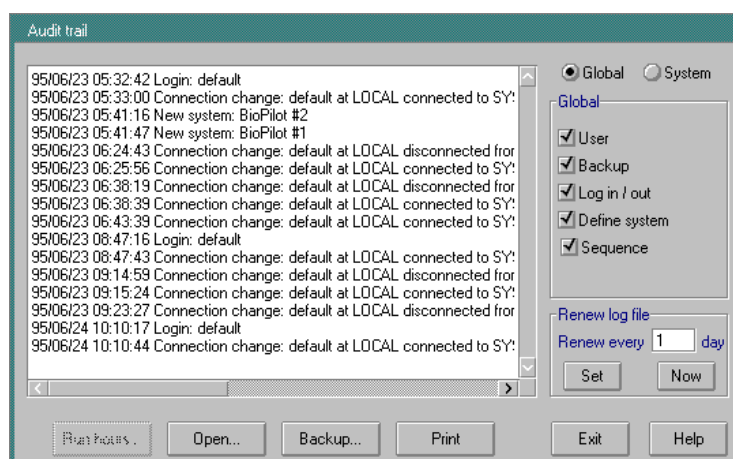 Audit trail
95/06/23 05:32:42 Login: default
95/06/23 05:33:00 Connection change: default at LOCAL connected to SY
95/06/23 05:41:16 New system: BioPilot #2
95/06/23 05:41:47 New system: BioPilot #1
95/06/23 06:24:43 Connection change: default at LOCAL disconnected fror
95/06/23 06:25:56 Connection change: default at LOCAL connected to SY
95/06/23 06:38:19 Connection change: default at LOCAL disconnected fror
95/06/23 06:38:39 Connection change: default at LOCAL connected to SY
95/06/23 06:43:39 Connection change: default at LOCAL connected to SY
95/06/23 08:47:16 Login: default
95/06/23 08:47:43 Connection change: default at LOCAL connected to SY
95/06/23 09:14:59 Connection change: default at LOCAL disconnected fror
95/06/23 09:15:24 Connection change: default at LOCAL connected to SY
95/06/23 09:23:27 Connection change: default at LOCAL disconnected fror
95/06/24 10:10:17 Login: default
95/06/24 10:10:44 Connection change: default at LOCAL connected to SY
Global System
Global
User
Backup
Log in / out
Define system
Sequence
Renew log file
Renew every 1 day
Set Now
Run hours... Open... Backup... Print Exit Help